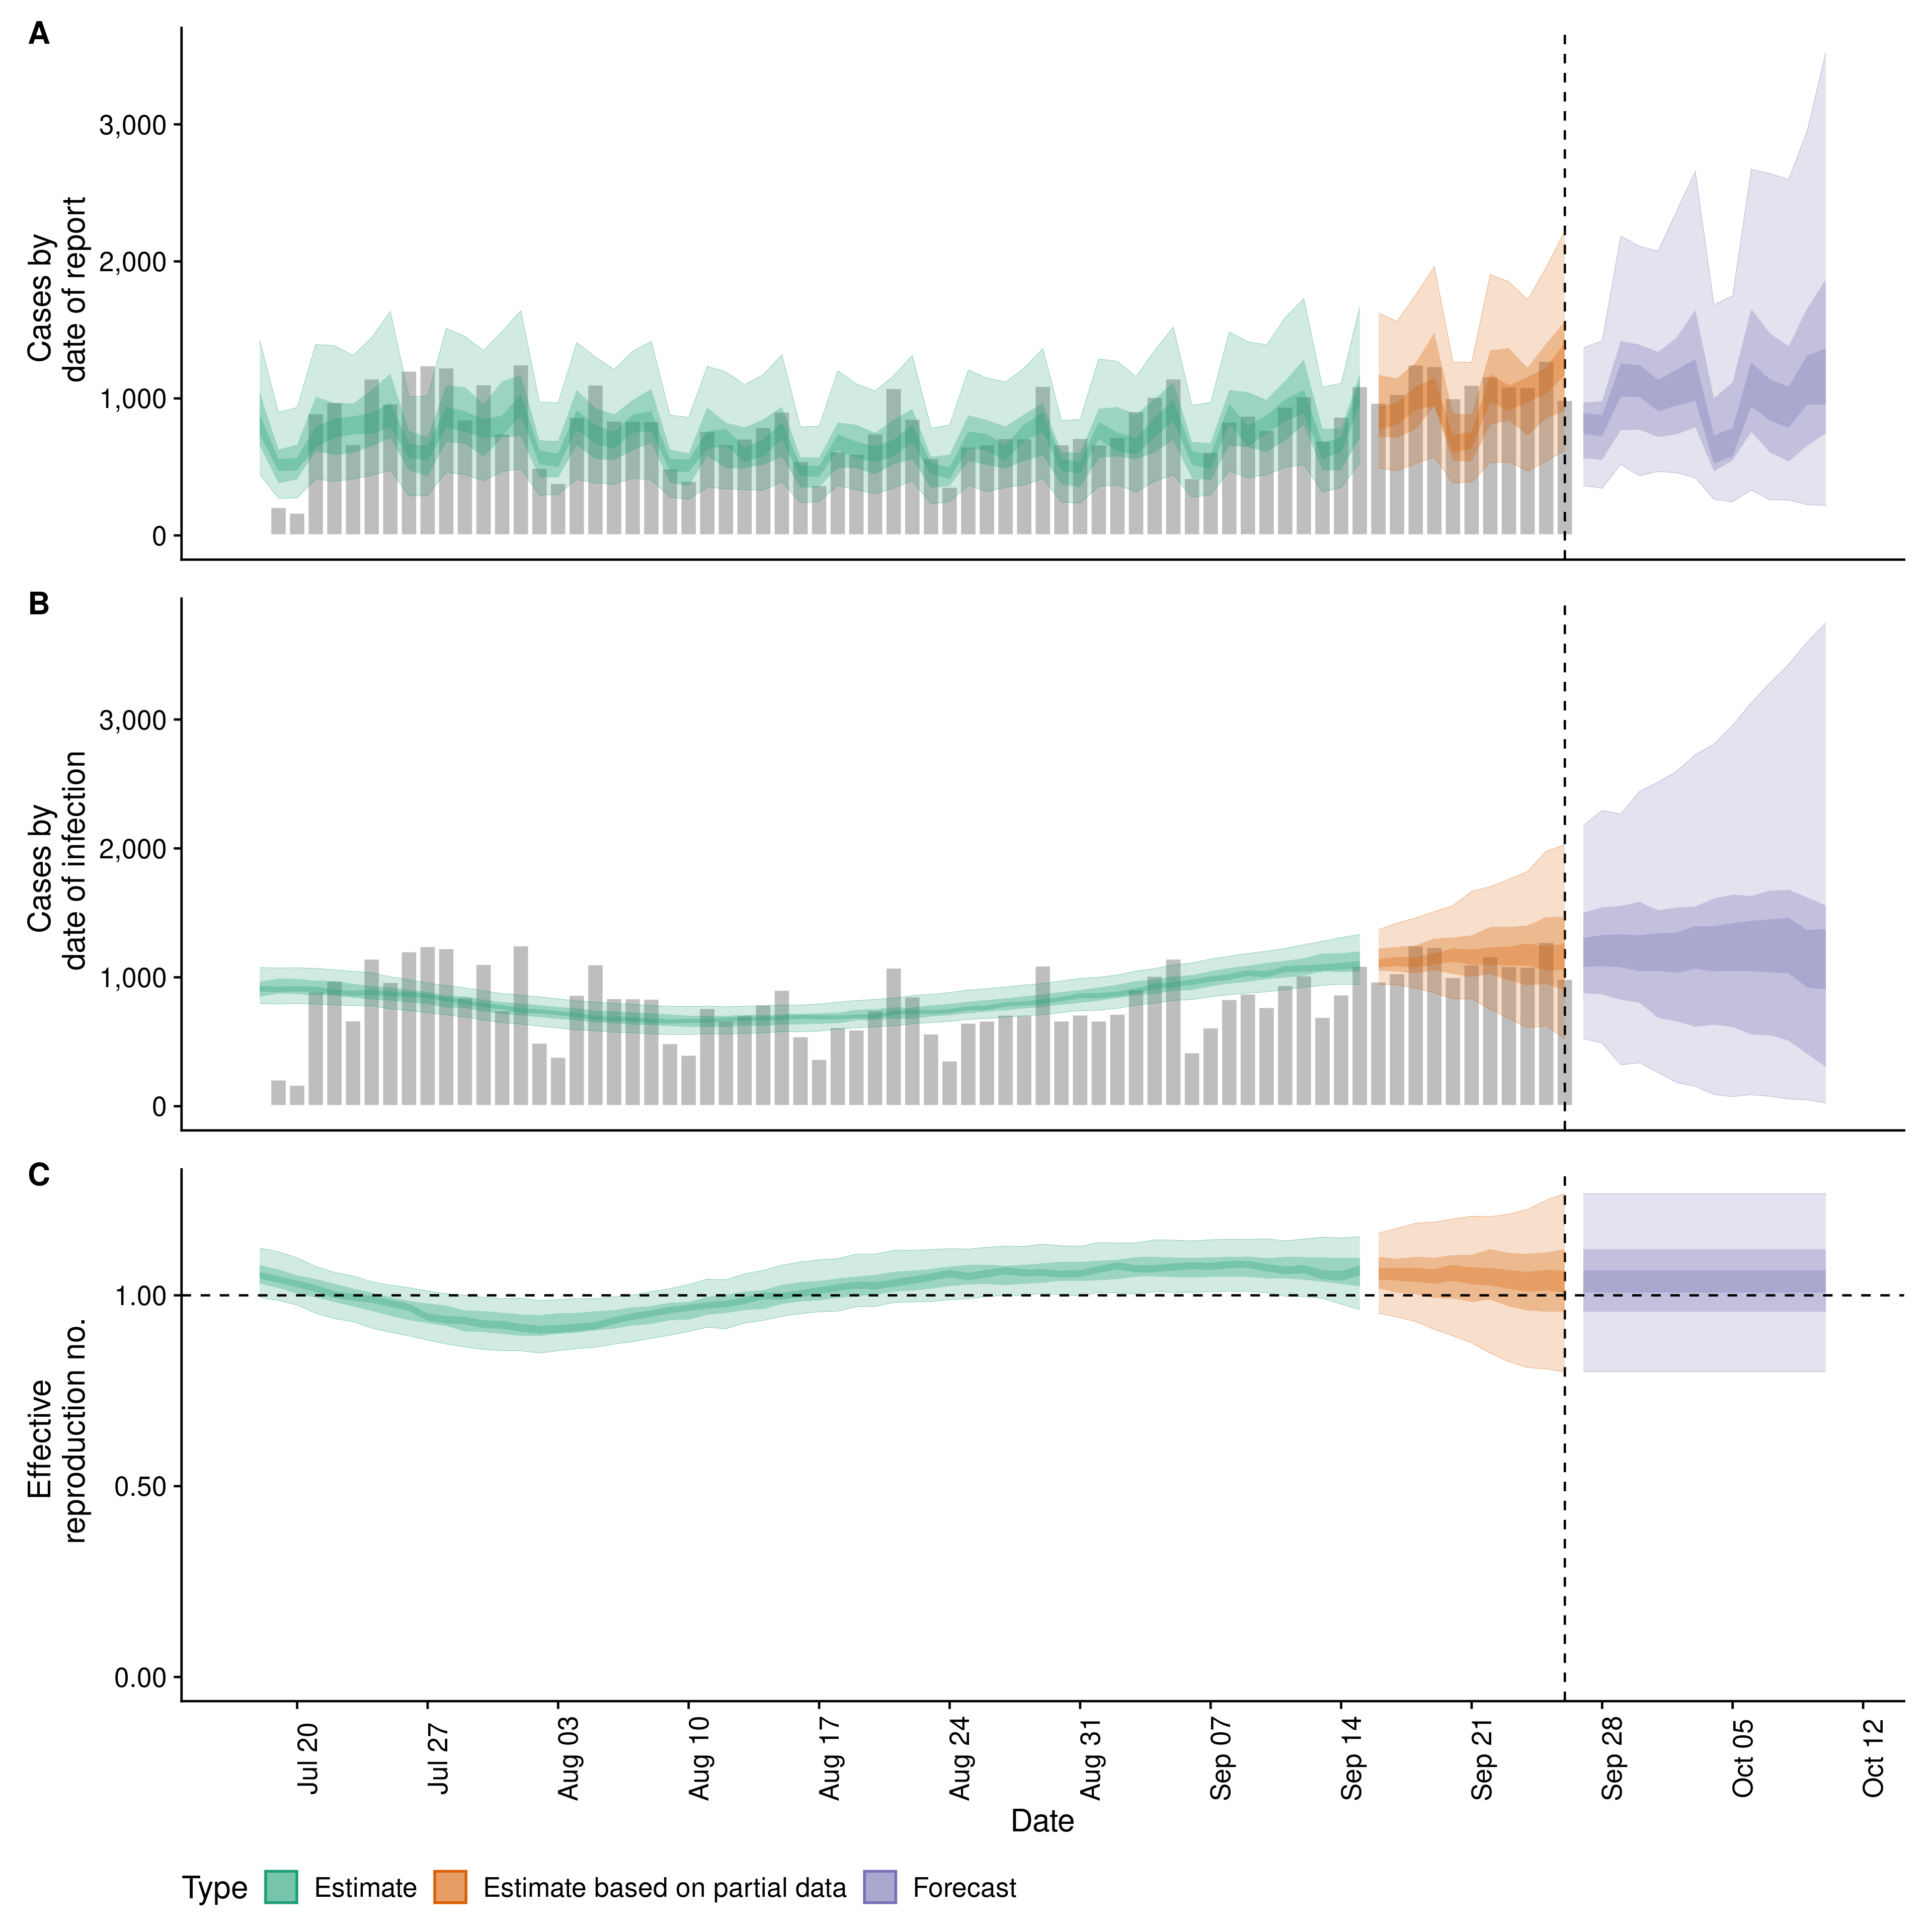 A
Cases by
date of report
3,000
2,000
1,000
0
B
Cases by
date of infection
3,000
2,000
1,000
0
C
Effective
reproduction no.
1.00
0.50
0.00
Jul 20
Jul 27
Aug 03
Aug 10
Aug 17
Aug 24
Aug 31
Sep 07
Sep 14
Sep 21
Sep 28
Oct 05
Oct 12
Date
Type Estimate Estimate based on partial data Forecast